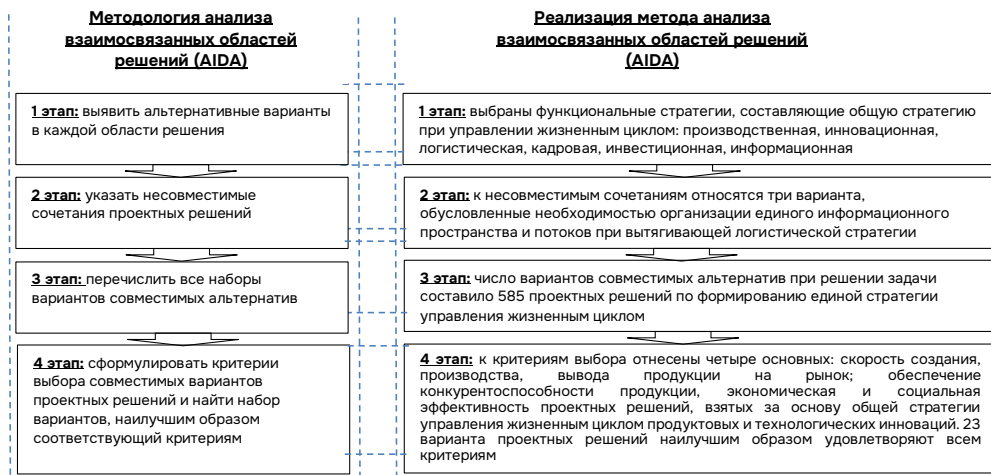 Методология анализа
взаимосвязанных областей
решений (AIDA)
1 этап: выявить альтернативные варианты
в каждой области решения
2 этап: указать несовместимые
сочетания проектных решений
3 этап: перечислить все наборы
вариантов совместимых альтернатив
4 этап: сформулировать критерии
выбора совместимых вариантов
проектных решений и найти набор
вариантов, наилучшим образом
соответствующий критериям
Реализация метода анализа
взаимосвязанных областей решений
(AIDA)
1 этап: выбраны функциональные стратегии, составляющие общую стратегию
при управлении жизненным циклом: производственная, инновационная,
логистическая, кадровая, инвестиционная, информационная
2 этап: к несовместимым сочетаниям относятся три варианта,
обусловленные необходимостью организации единого информационного
пространства и потоков при вытягивающей логистической стратегии
3 этап: число вариантов совместимых альтернатив при решении задачи
составило 585 проектных решений по формированию единой стратегии
управления жизненным циклом
4 этап: к критериям выбора отнесены четыре основных: скорость создания,
производства, вывода продукции на рынок; обеспечение
конкурентоспособности продукции, экономическая и социальная
эффективность проектных решений, взятых за основу общей стратегии
управления жизненным циклом продуктовых и технологических инноваций. 23
варианта проектных решений наилучшим образом удовлетворяют всем
критериям